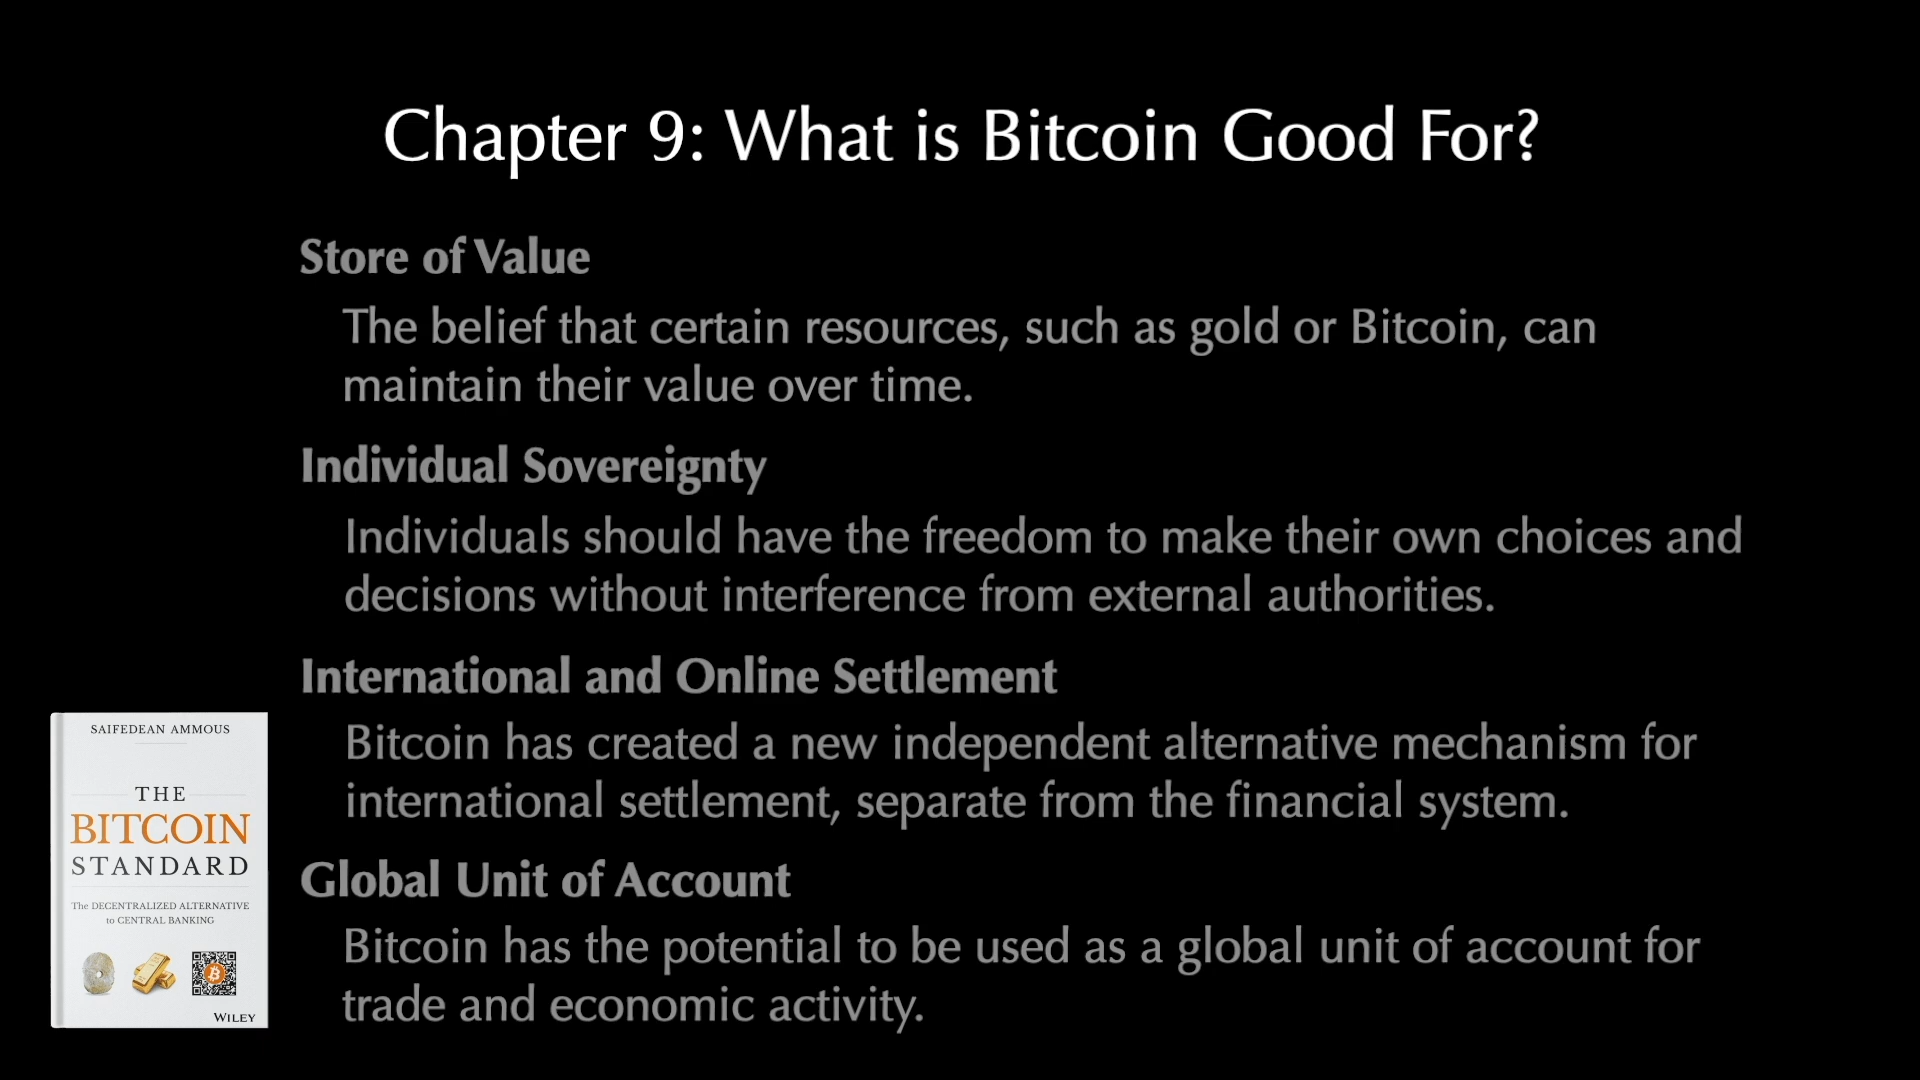 Chapter 9: What is Bitcoin Good For?
Store of Value
The belief that certain resources, such as gold or Bitcoin, can
maintain their value over time.
Individual Sovereignty
Individuals should have the freedom to make their own choices and
decisions without interference from external authorities.
International and Online Settlement
Bitcoin has created a new independent alternative mechanism for
international settlement, separate from the financial system.
Global Unit of Account
Bitcoin has the potential to be used as a global unit of account for
trade and economic activity.
SAIFEDEAN AMMOUS
THE
BITCOIN
STANDARD
The DECENTRALIZED ALTERNATIVE
to CENTRAL BANKING
WILEY